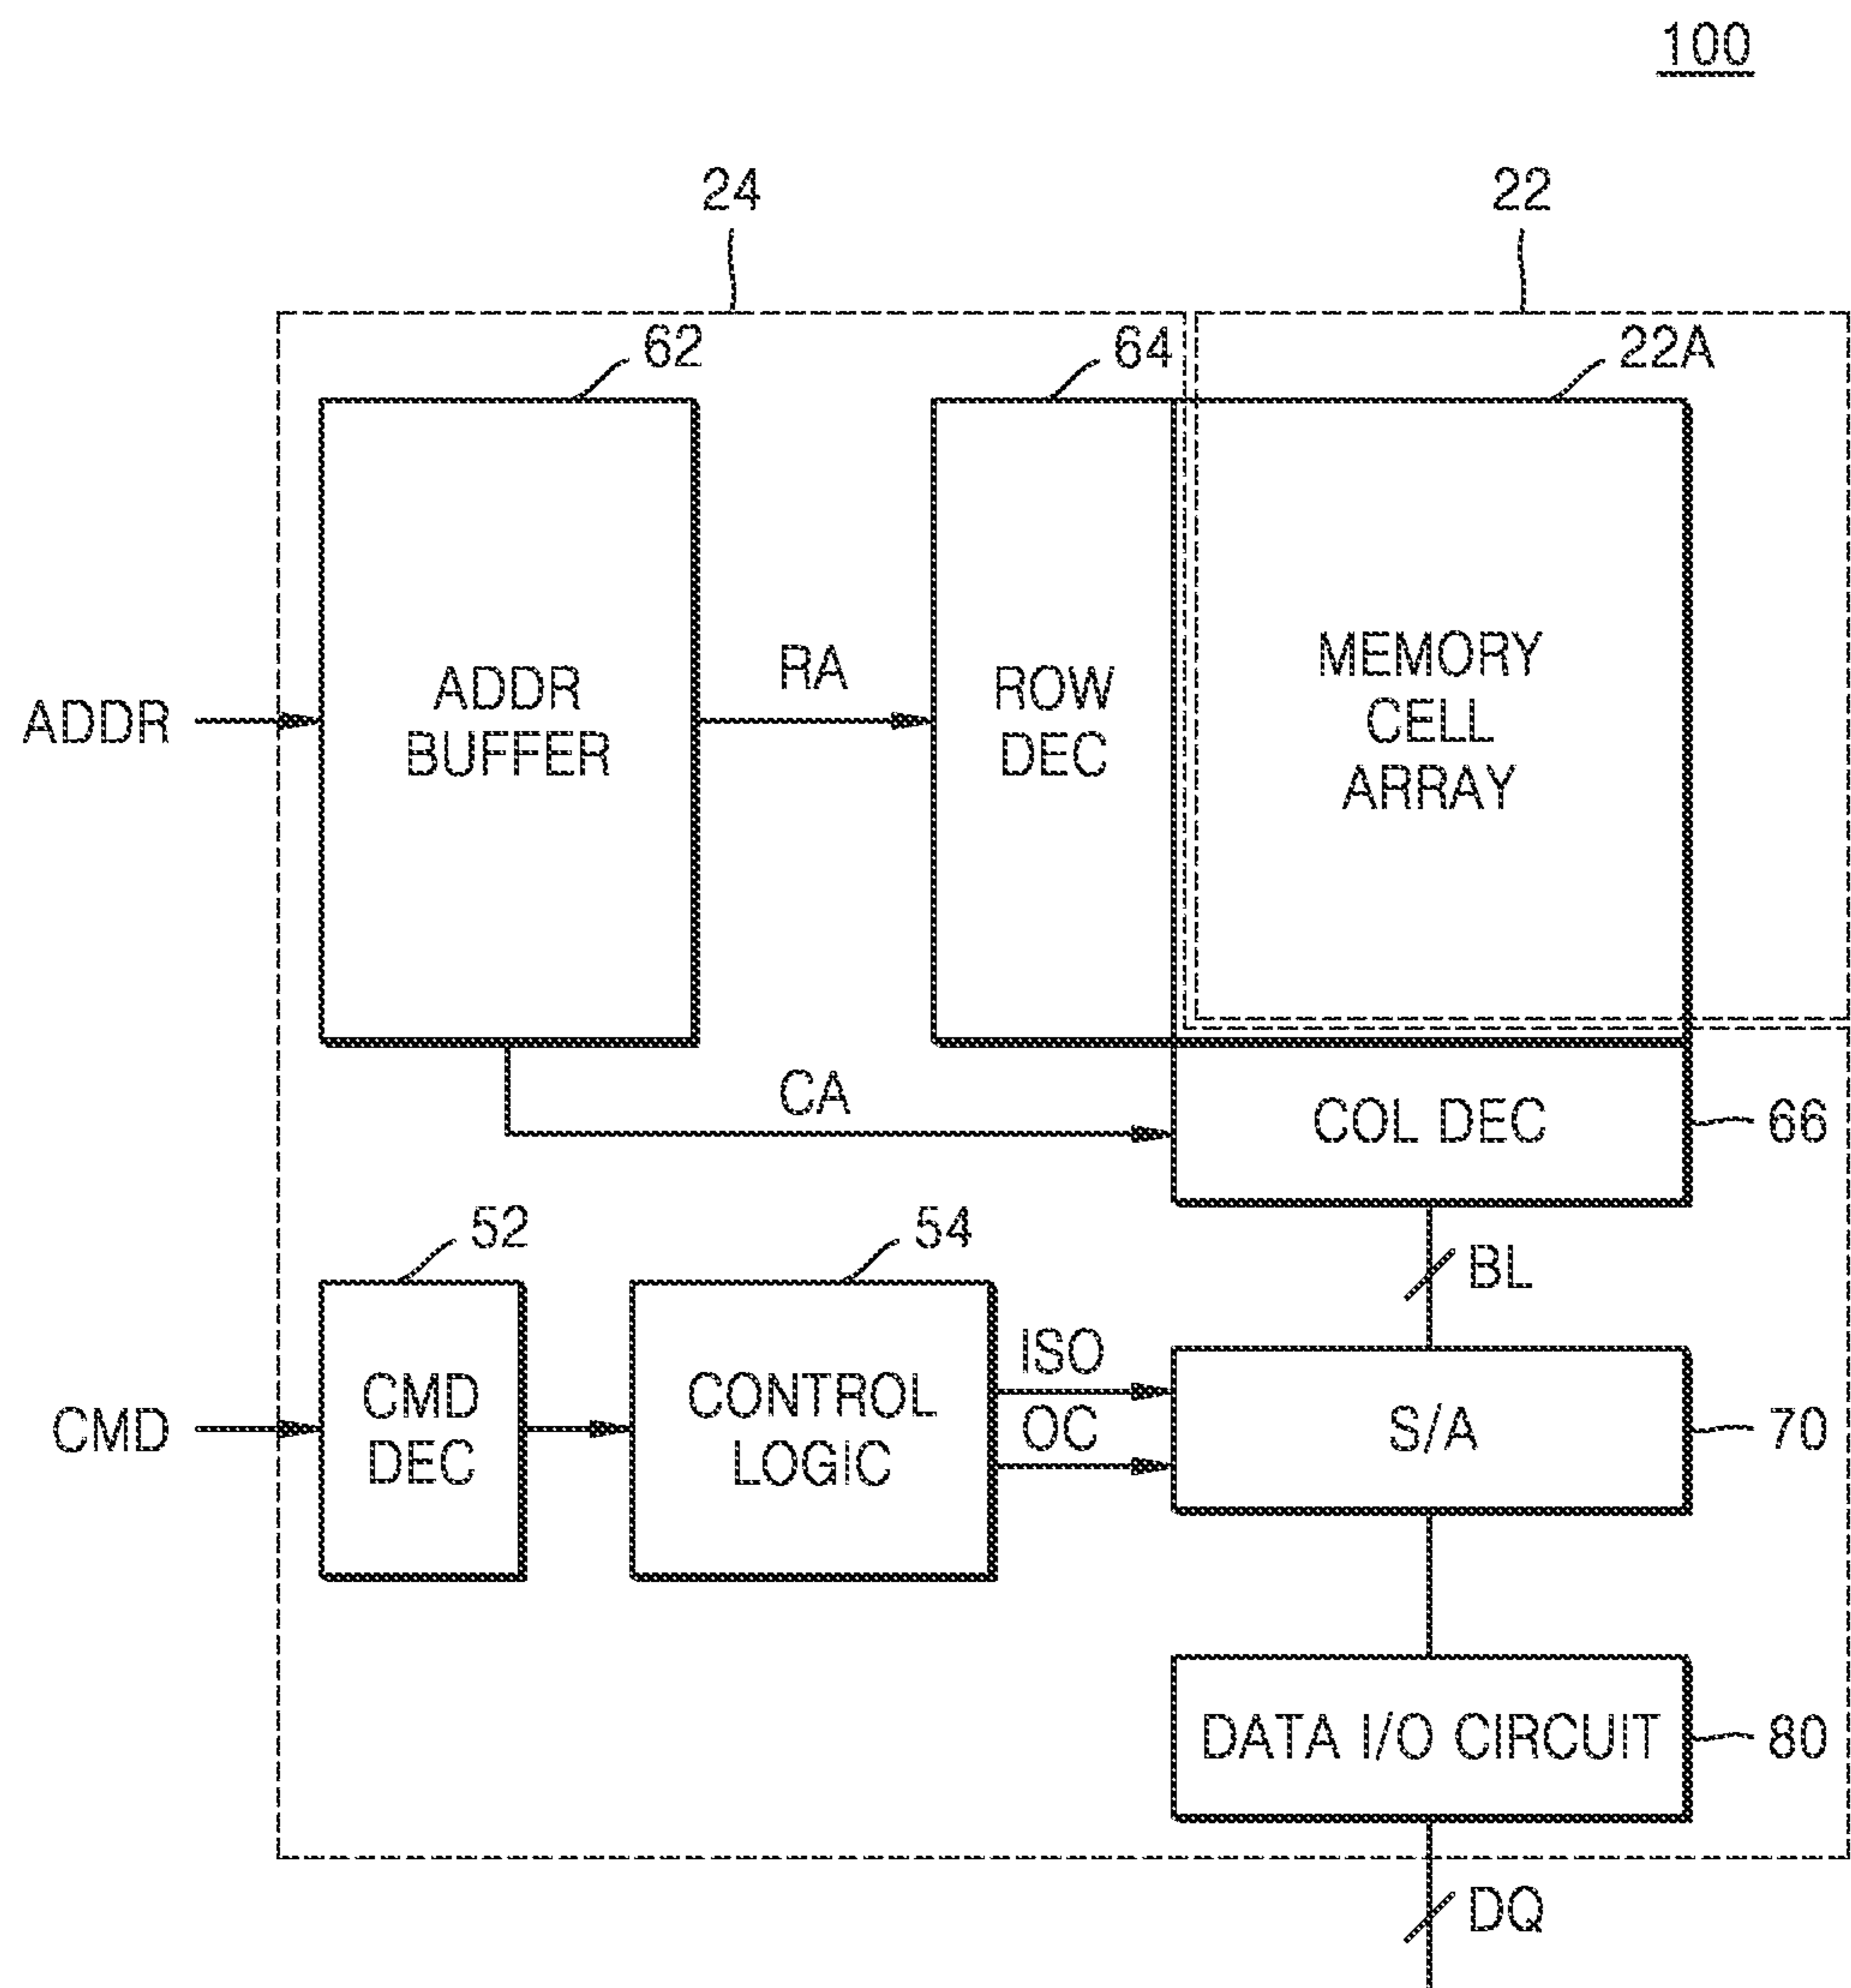 100
24
22
62
64
22A
ADDR
ADDR
BUFFER
RA
ROW
DEC
MEMORY
CELL
ARRAY
CA
COL DEC
66
52
54
BL
CMD
CMD
DEC
CONTROL
LOGIC
ISO
OC
S/A
70
DATA I/O CIRCUIT
80
DQ